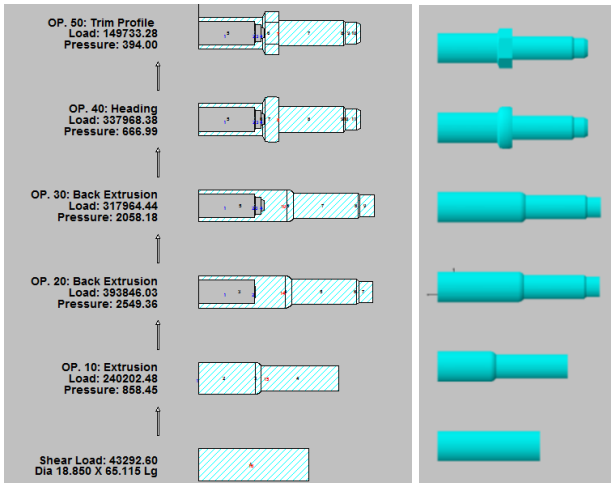 OP. 50: Trim Profile
Load: 149733.28
Pressure: 394.00
OP. 40: Heading
Load: 337968.38
Pressure: 666.99
OP. 30: Back Extrusion
Load: 317964.44
Pressure: 2058.18
OP. 20: Back Extrusion
Load: 393846.03
Pressure: 2549.36
OP. 10: Extrusion
Load: 240202.48
Pressure: 858.45
Shear Load: 43292.60
Dia 18.850 X 65.115 Lg